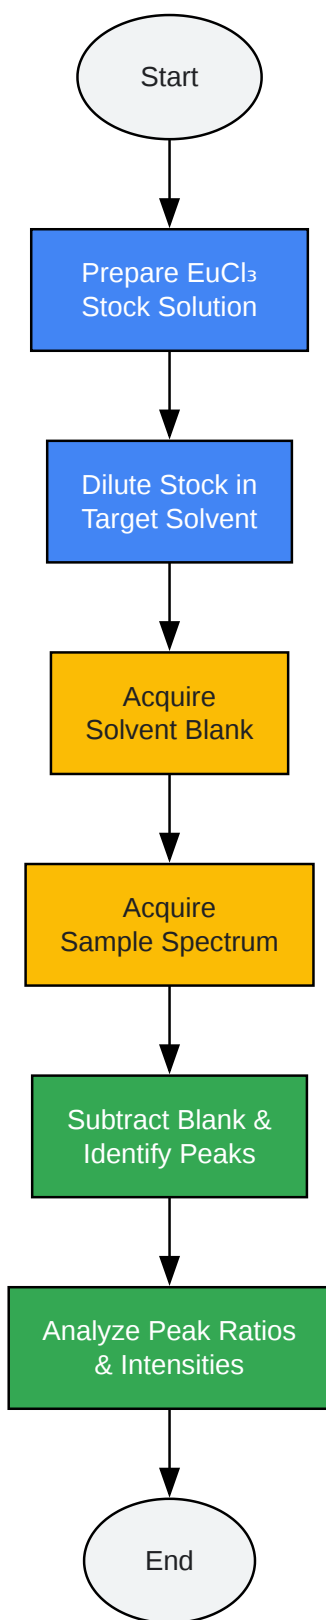 Start
Prepare EuCl₃
Stock Solution
Dilute Stock in
Target Solvent
Acquire
Solvent Blank
Acquire
Sample Spectrum
Subtract Blank &
Identify Peaks
Analyze Peak Ratios
& Intensities
End